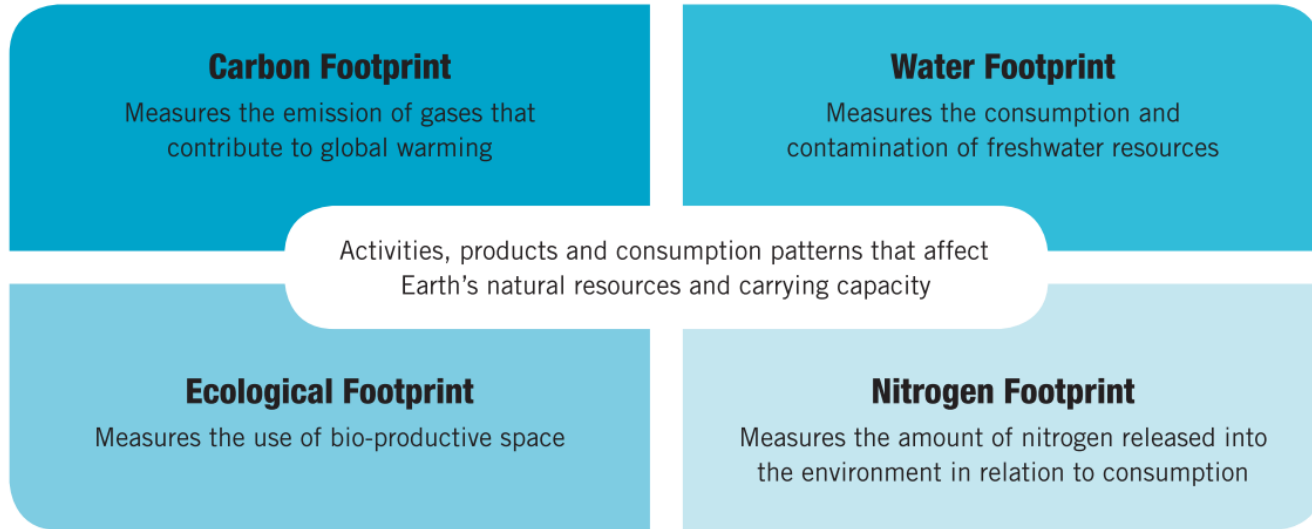 Carbon Footprint
Measures the emission of gases that
contribute to global warming
Water Footprint
Measures the consumption and
contamination of freshwater resources
Activities, products and consumption patterns that affect
Earth’s natural resources and carrying capacity
Ecological Footprint
Measures the use of bio-productive space
Nitrogen Footprint
Measures the amount of nitrogen released into
the environment in relation to consumption